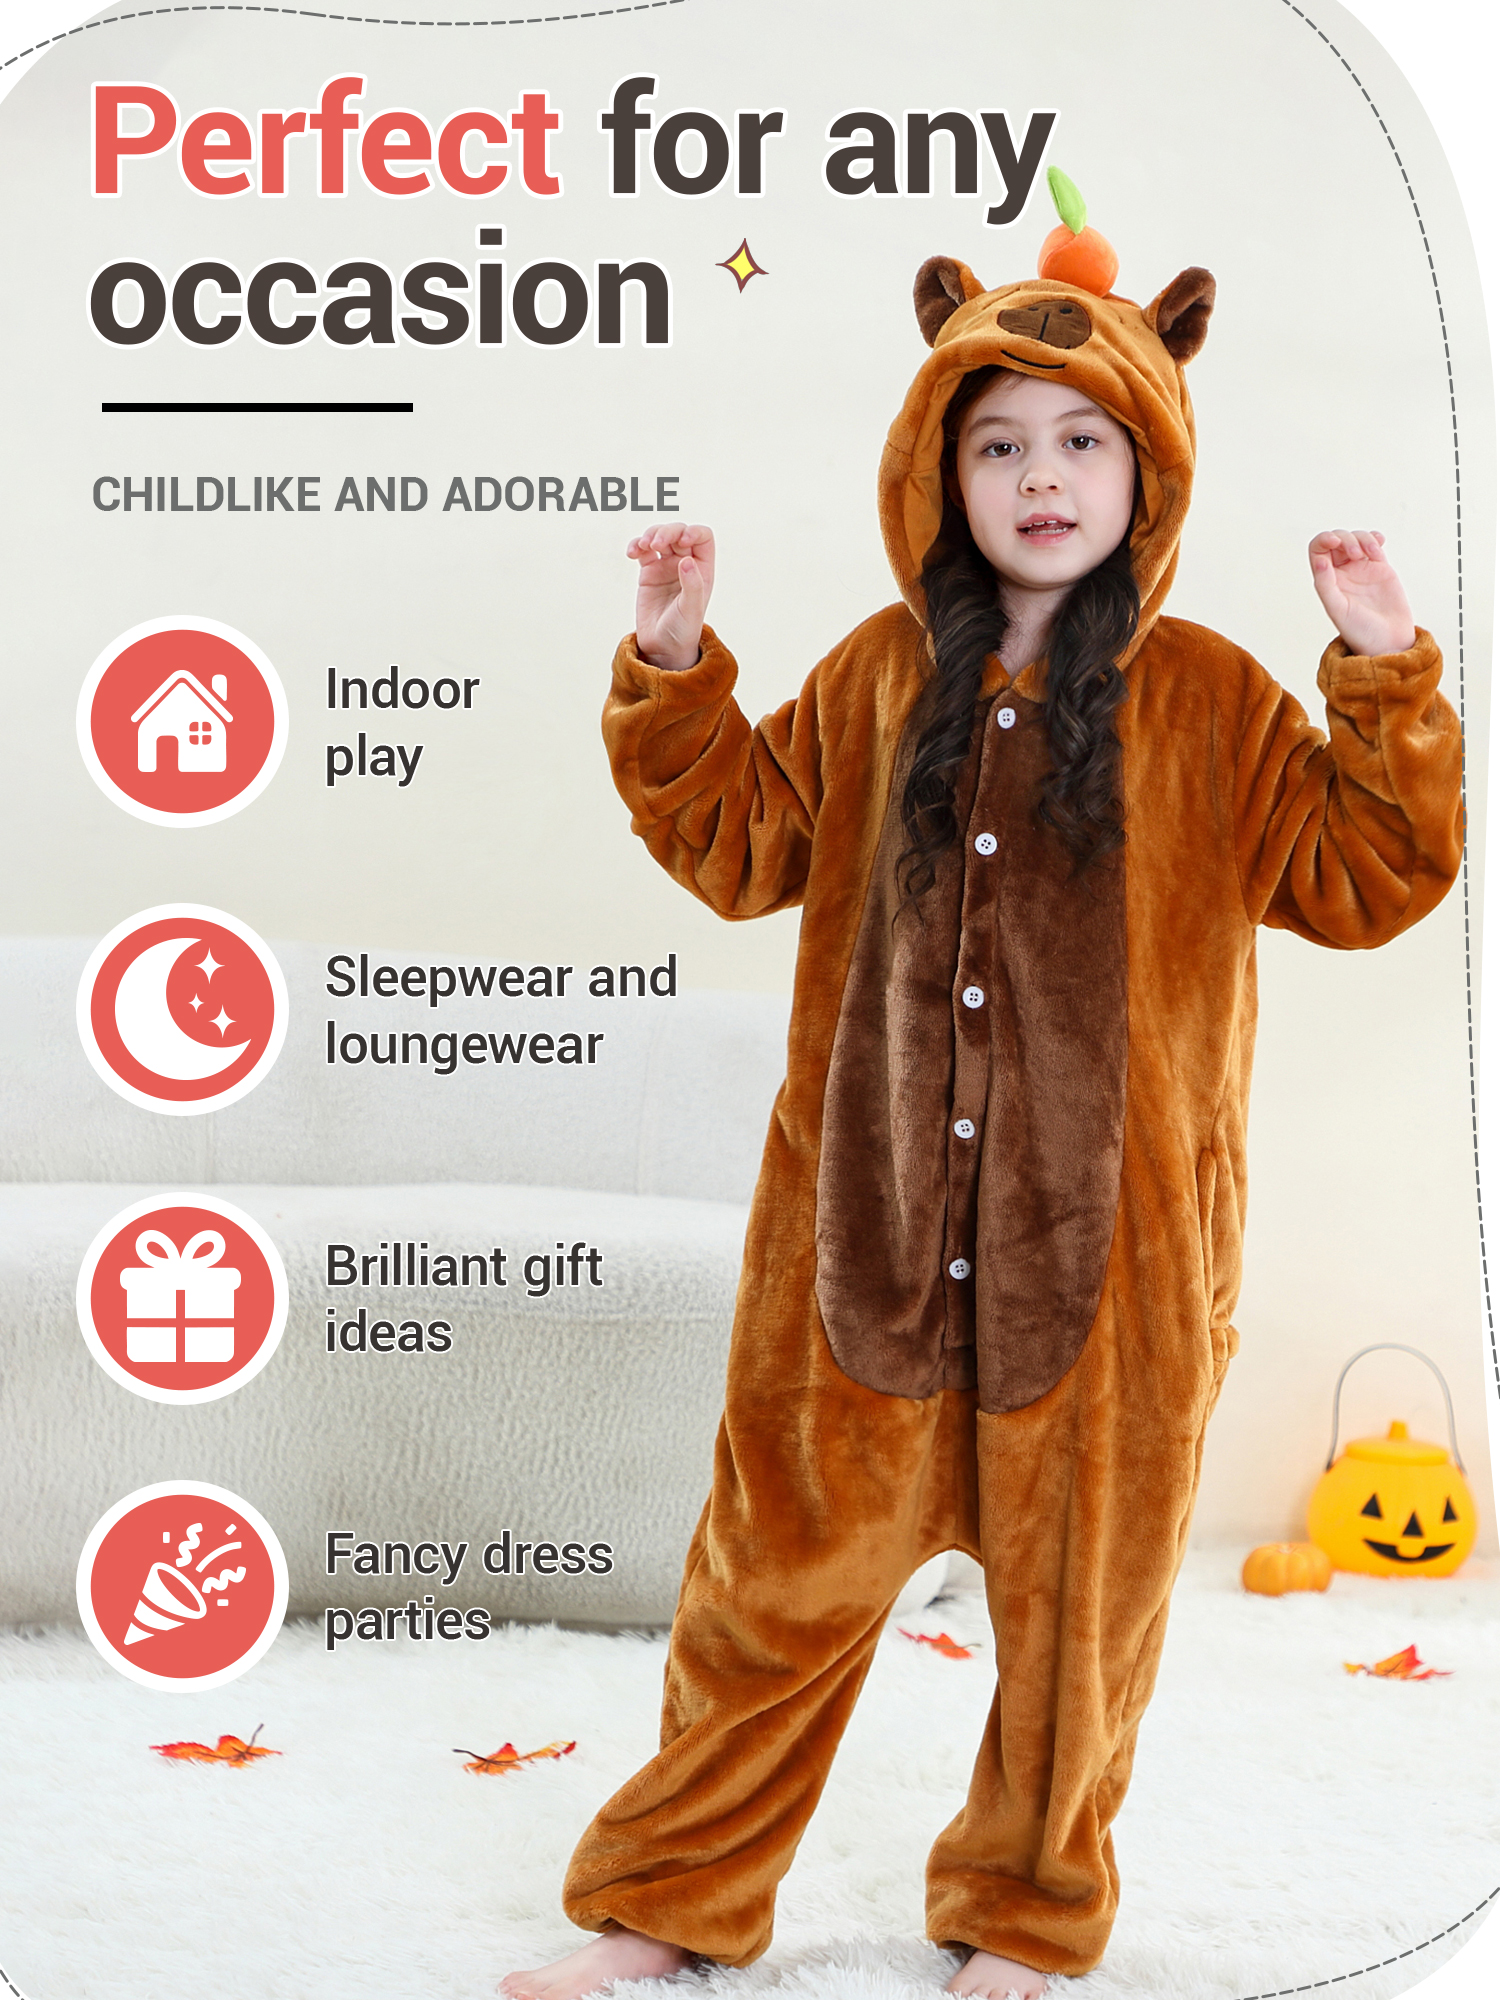 Perfect for any
occasion
CHILDLIKE AND ADORABLE
Indoor
play
Sleepwear and
loungewear
Brilliant gift
ideas
Fancy dress
parties